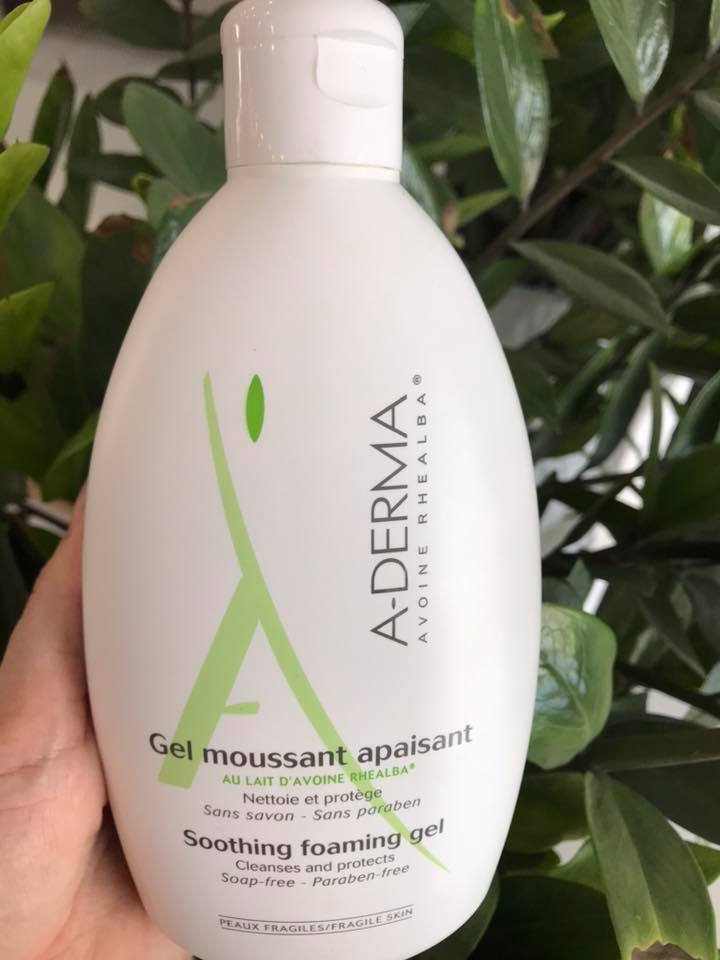 A-DERMA
AVOINE RHEALBA®
Gel moussant apaisant
AU LAIT D'AVOINE RHEALBA®
Nettoie et protège
Sans savon - Sans paraben
Soothing foaming gel
Cleanses and protects
Soap-free - Paraben-free
PEAUX FRAGILES/FRAGILE SKIN